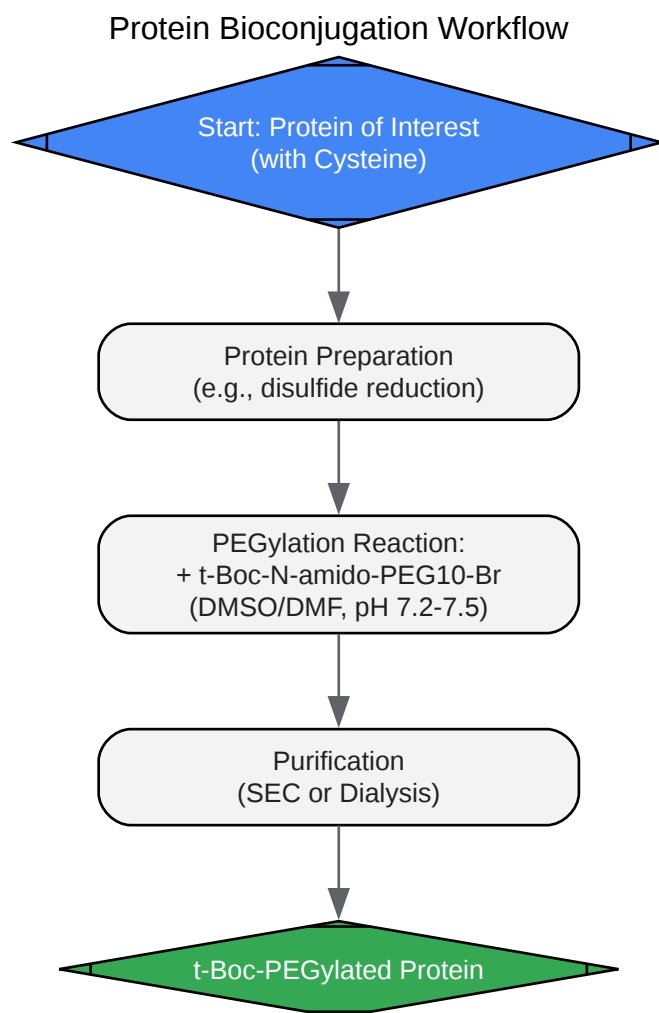 Protein Bioconjugation Workflow
Start: Protein of Interest
(with Cysteine)
Protein Preparation
(e.g., disulfide reduction)
PEGylation Reaction:
+ t-Boc-N-amido-PEG10-Br
(DMSO/DMF, pH 7.2-7.5)
Purification
(SEC or Dialysis)
t-Boc-PEGylated Protein